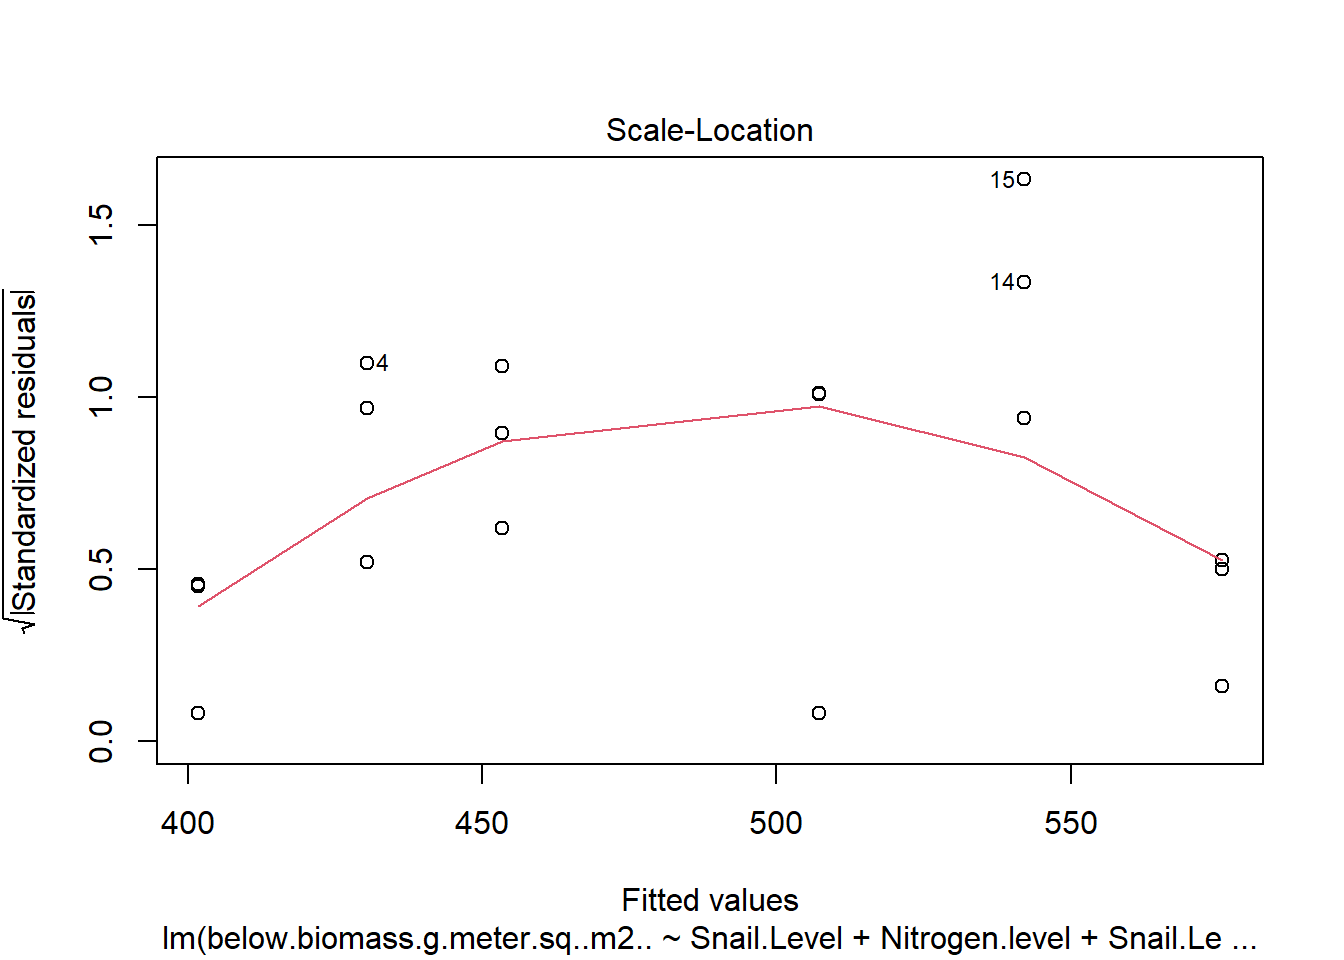 Scale-Location
√|Standardized residuals|
1.5
1.0
0.5
0.0
15
14
4
400 450 500 550
Fitted values
lm(below.biomass.g.meter.sq..m2.. ~ Snail.Level + Nitrogen.level + Snail.Le ...